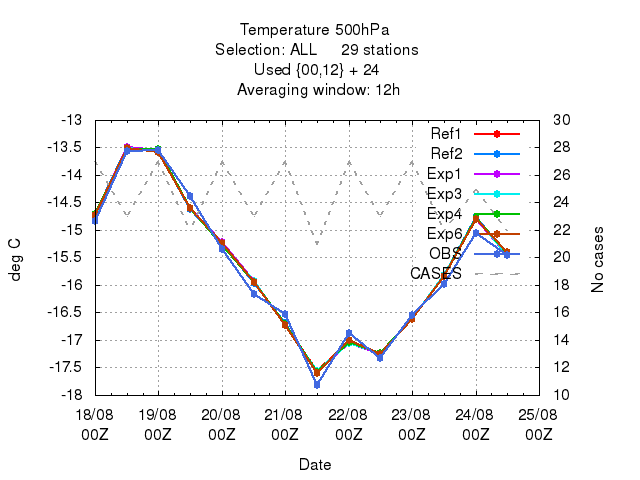 Temperature 500hPa
Selection: ALL 29 stations
Used {00,12} + 24
Averaging window: 12h
-13
-13.5
-14
-14.5
-15
-15.5
-16
-16.5
-17
-17.5
-18
deg C
30
28
26
24
22
20
18
16
14
12
10
No cases
Ref1
Ref2
Exp1
Exp3
Exp4
Exp6
OBS
CASES
18/08 19/08 20/08 21/08 22/08 23/08 24/08 25/08
00Z 00Z 00Z 00Z 00Z 00Z 00Z 00Z
Date